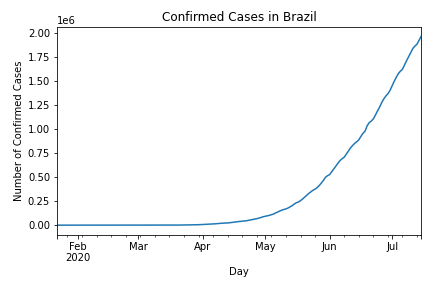 Confirmed Cases in Brazil
1e6
2.00
1.75
1.50
1.25
1.00
0.75
0.50
0.25
0.00
Number of Confirmed Cases
Feb Mar Apr May Jun Jul
2020
Day